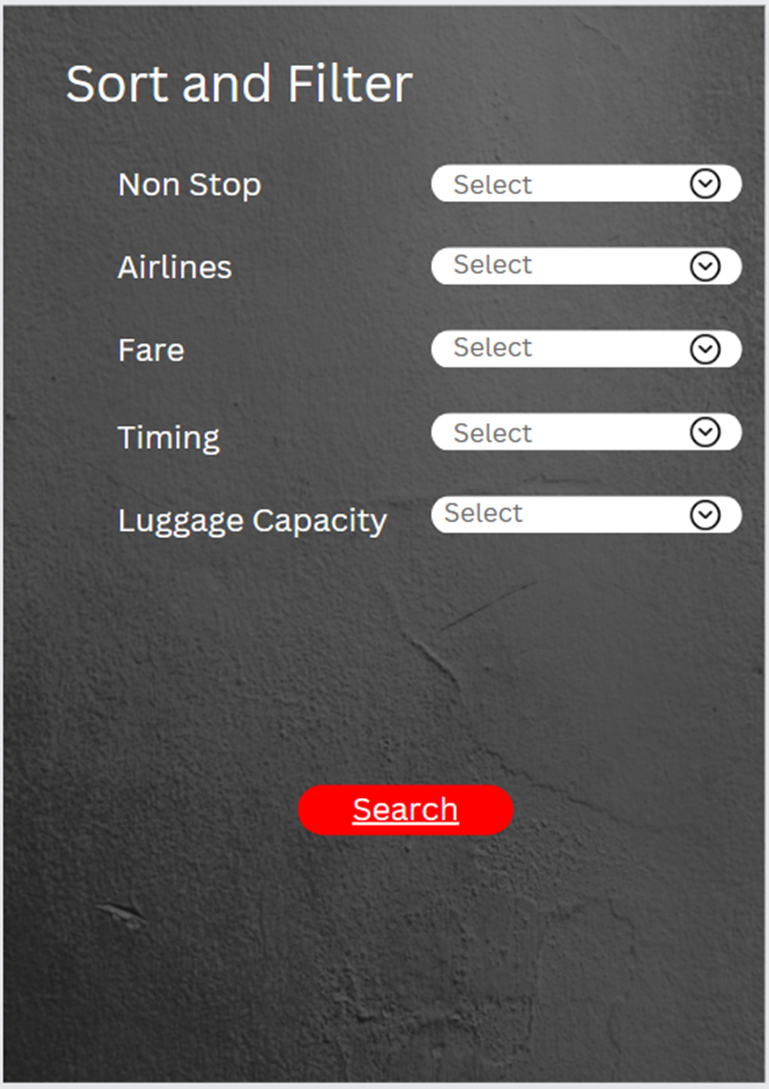 Sort and Filter
Non Stop Select
Airlines Select
Fare Select
Timing Select
Luggage Capacity Select
Search